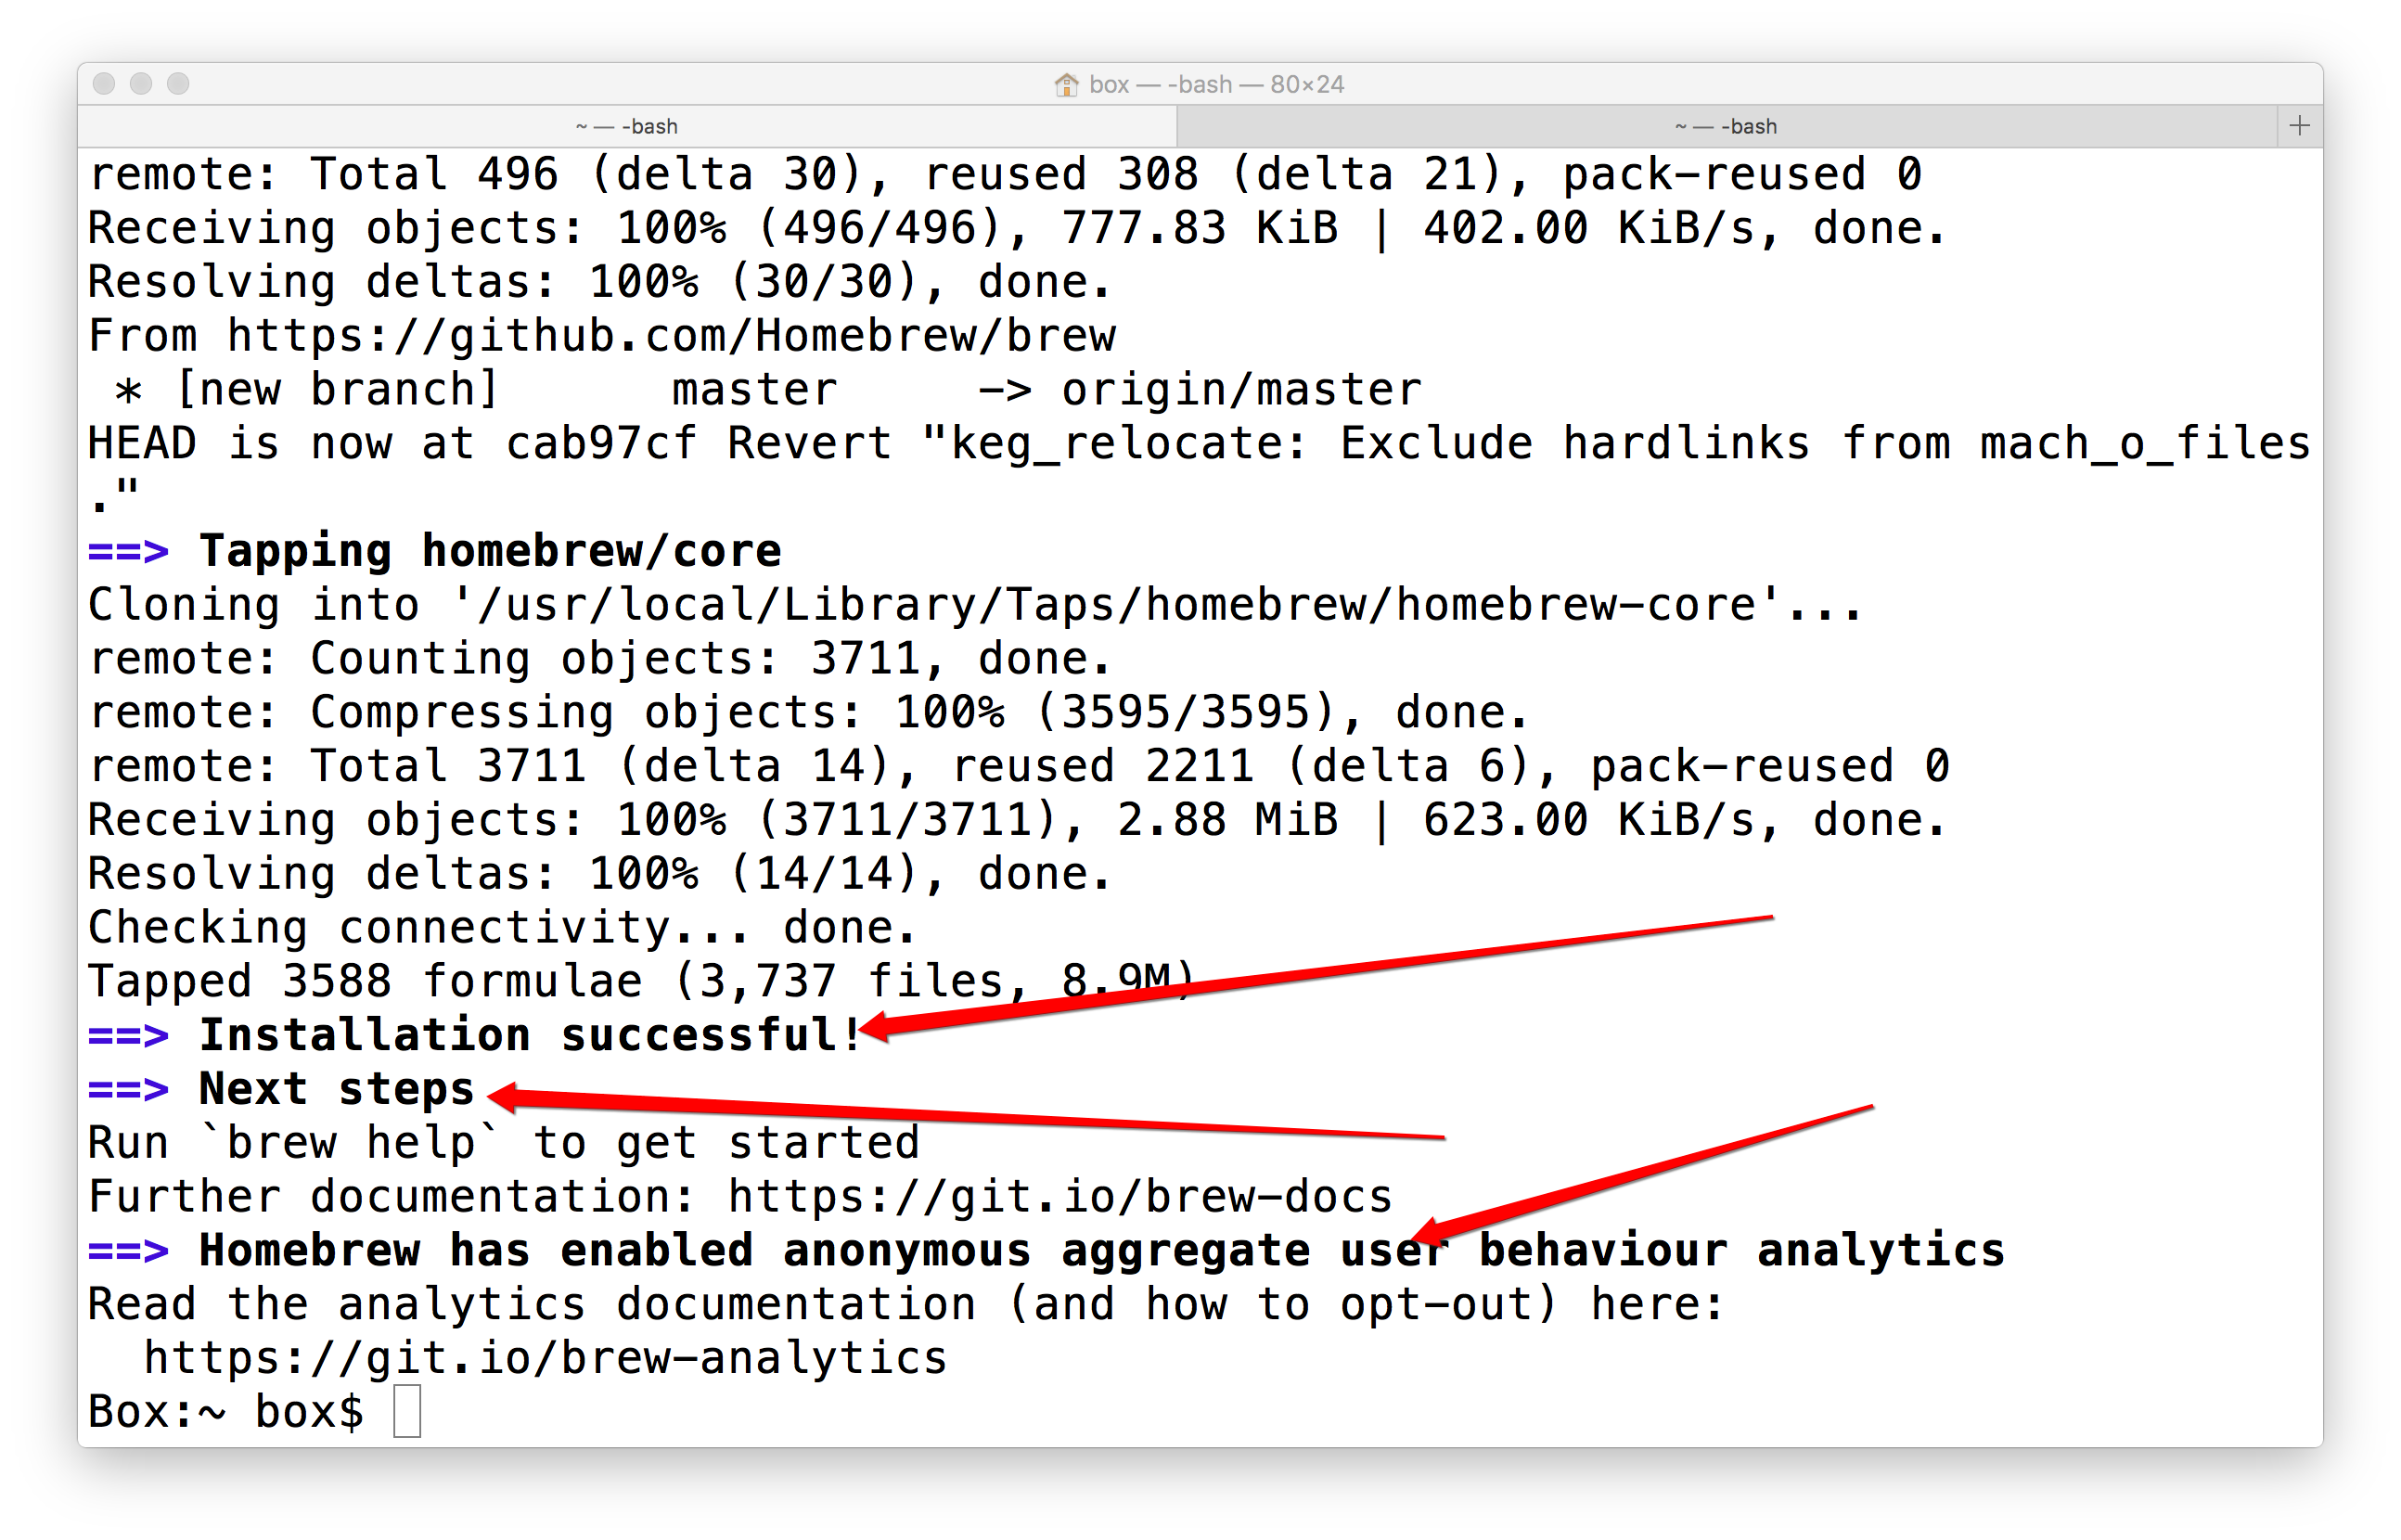 box — -bash — 80×24
~ — -bash
~ — -bash
remote: Total 496 (delta 30), reused 308 (delta 21), pack-reused 0
Receiving objects: 100% (496/496), 777.83 KiB | 402.00 KiB/s, done.
Resolving deltas: 100% (30/30), done.
From https://github.com/Homebrew/brew
 * [new branch]      master     -> origin/master
HEAD is now at cab97cf Revert "keg_relocate: Exclude hardlinks from mach_o_files
."
==> Tapping homebrew/core
Cloning into '/usr/local/Library/Taps/homebrew/homebrew-core'...
remote: Counting objects: 3711, done.
remote: Compressing objects: 100% (3595/3595), done.
remote: Total 3711 (delta 14), reused 2211 (delta 6), pack-reused 0
Receiving objects: 100% (3711/3711), 2.88 MiB | 623.00 KiB/s, done.
Resolving deltas: 100% (14/14), done.
Checking connectivity... done.
Tapped 3588 formulae (3,737 files, 8.9M)
==> Installation successful!
==> Next steps
Run `brew help` to get started
Further documentation: https://git.io/brew-docs
==> Homebrew has enabled anonymous aggregate user behaviour analytics
Read the analytics documentation (and how to opt-out) here:
  https://git.io/brew-analytics
Box:~ box$